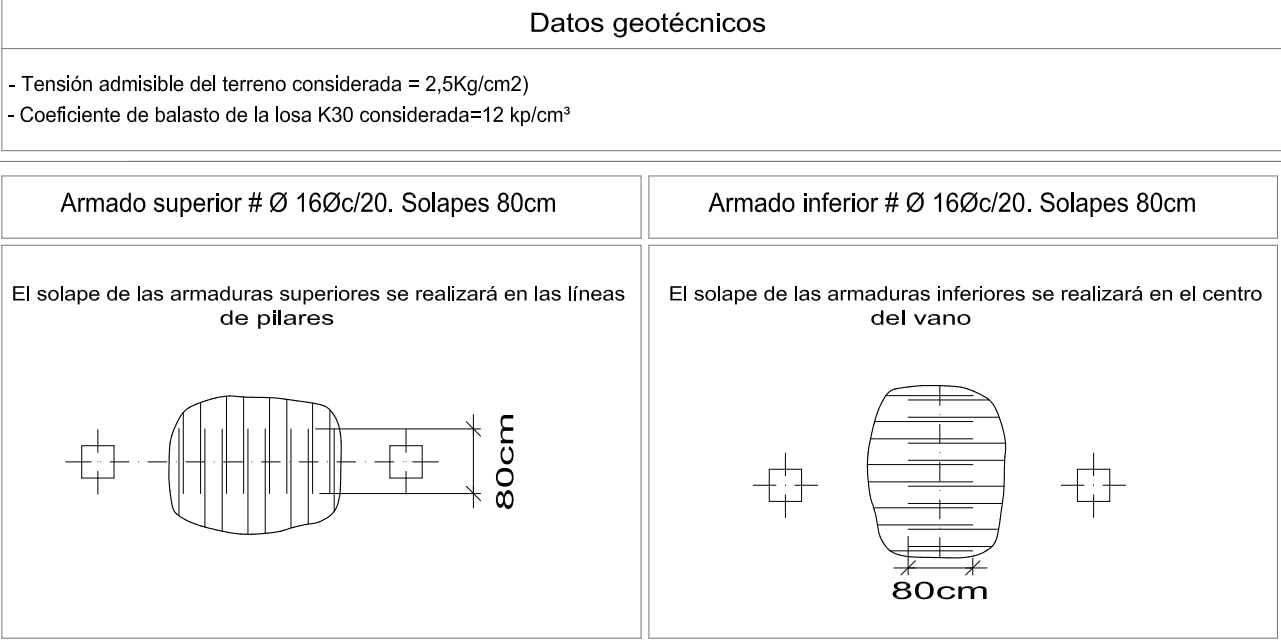 Datos geotécnicos
- Tensión admisible del terreno considerada = 2,5Kg/cm2)
- Coeficiente de balasto de la losa K30 considerada=12 kp/cm³
Armado superior # Ø 16Øc/20. Solapes 80cm
El solape de las armaduras superiores se realizará en las líneas
de pilares
80cm
Armado inferior # Ø 16Øc/20. Solapes 80cm
El solape de las armaduras inferiores se realizará en el centro
del vano
80cm